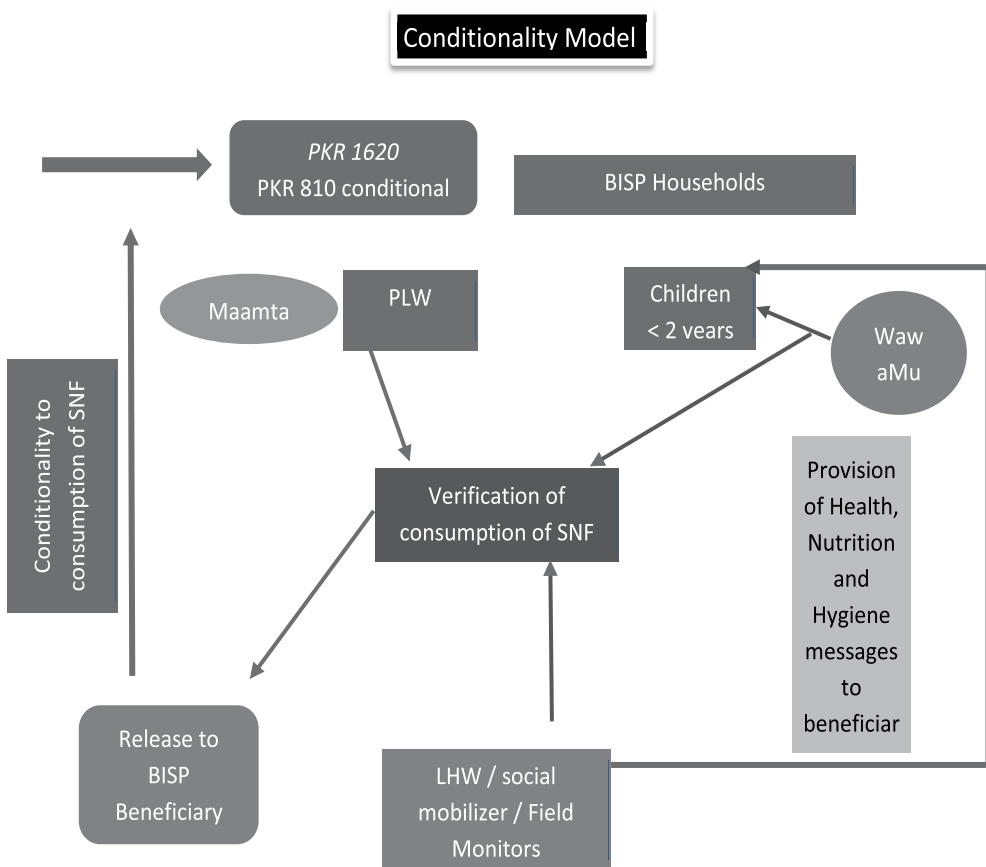 Conditionality Model
PKR 1620
PKR 810 conditional
BISP Households
Maamta
PLW
Children
< 2 years
Waw
aMu
Conditionality to
consumption of SNF
Verification of
consumption of SNF
Provision
of Health,
Nutrition
and
Hygiene
messages
to
beneficiar
Release to
BISP
Beneficiary
LHW / social
mobilizer / Field
Monitors